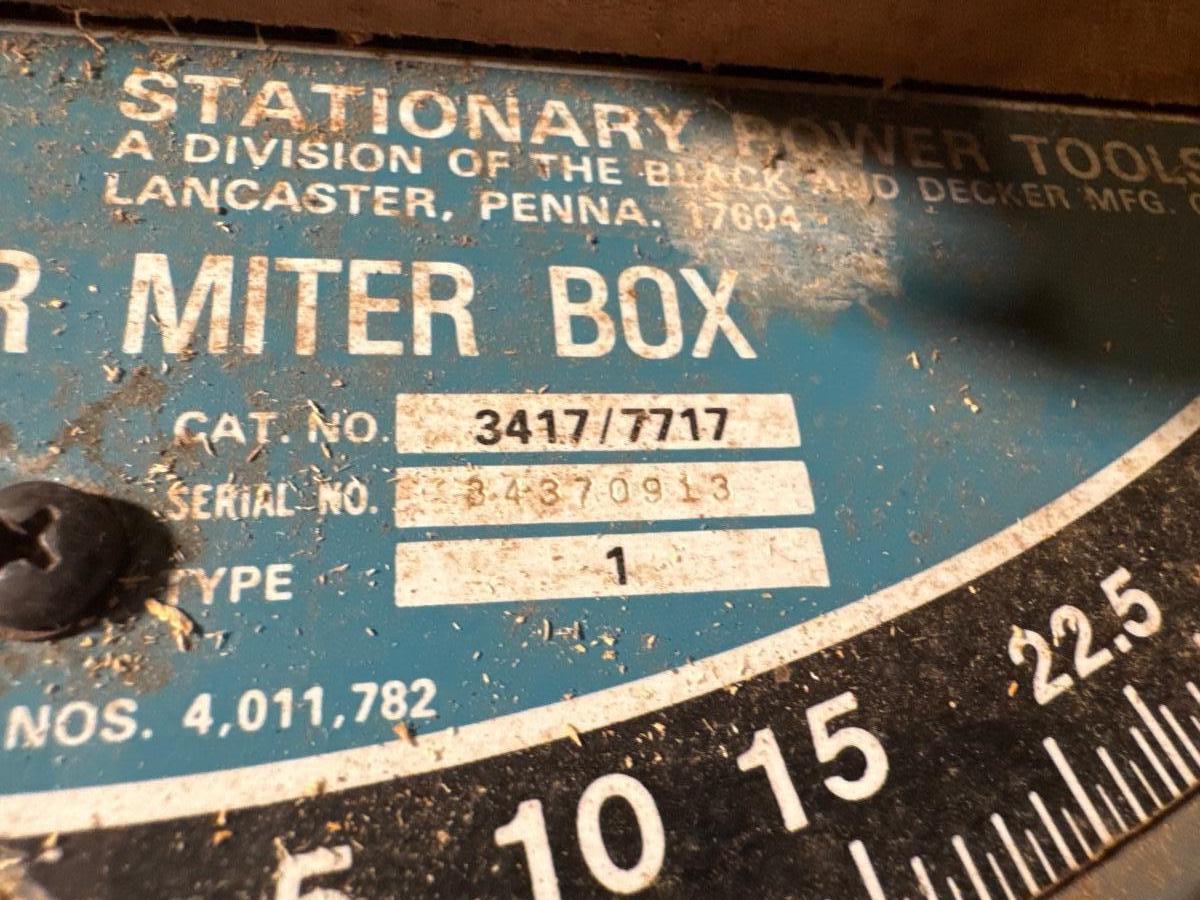 STATIONARY POWER TOOLS
A DIVISION OF THE BLACK AND DECKER MFG.
LANCASTER, PENNA. 17604
R MITER BOX
CAT. NO. 3417/7717
SERIAL NO. 34370913
TYPE 1
NOS. 4,011,782
5 10 15 22.5